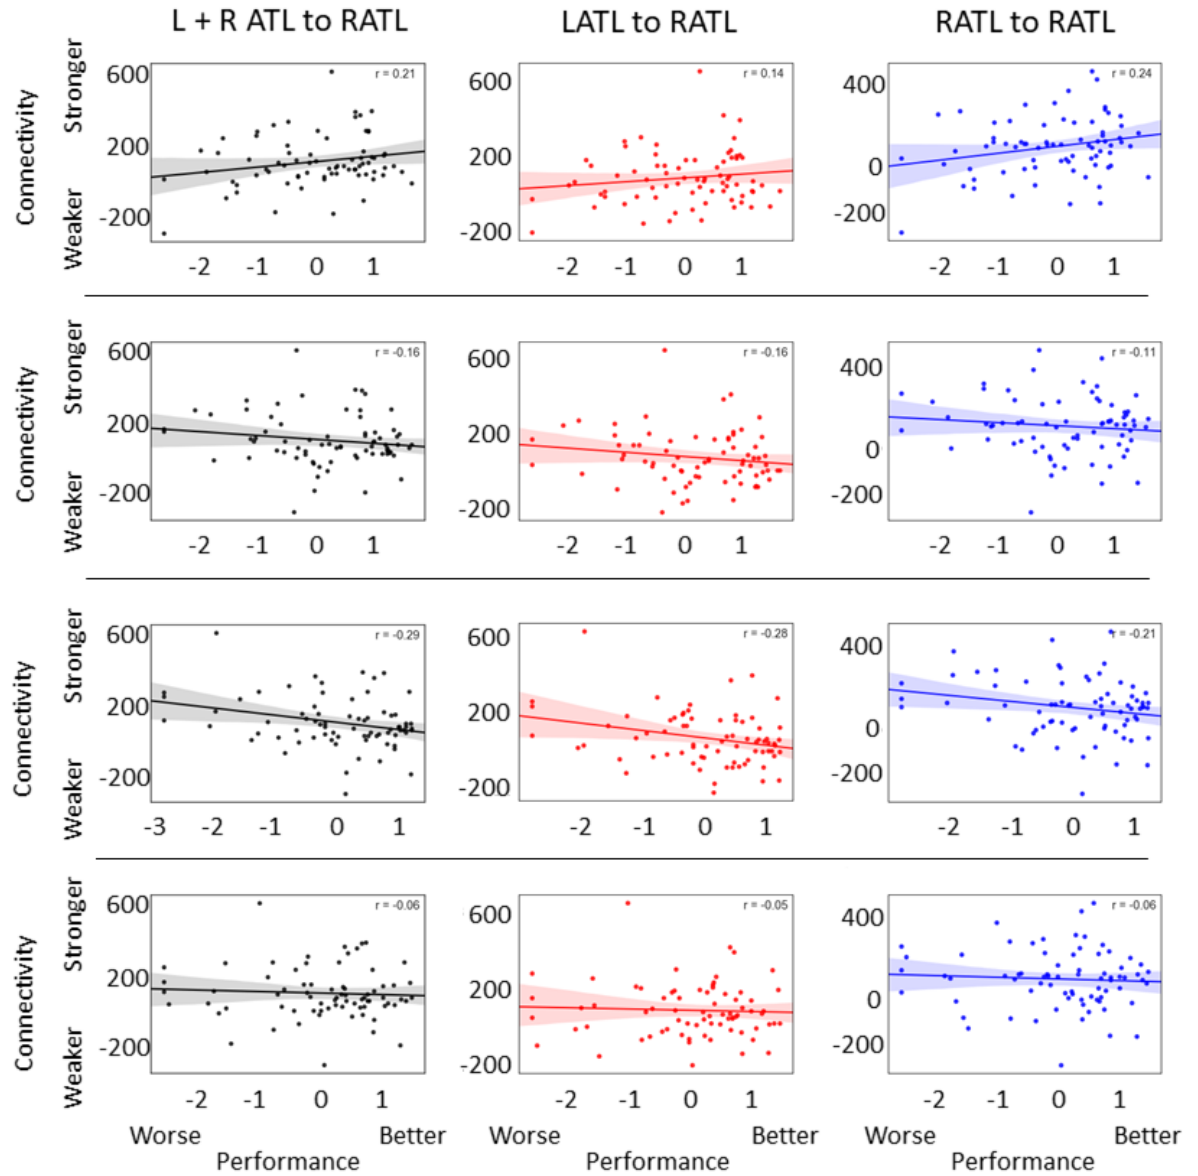 L + R ATL to RATL LATL to RATL RATL to RATL
Connectivity
Weaker Stronger
600
200
-200
r = 0.21
-2 -1 0 1
600
200
-200
r = 0.14
-2 -1 0 1
400
0
-200
r = 0.24
-2 -1 0 1
Connectivity
Weaker Stronger
600
200
-200
r = -0.16
-2 -1 0 1
600
200
-200
r = -0.16
-2 -1 0 1
400
0
-200
r = -0.11
-2 -1 0 1
Connectivity
Weaker Stronger
600
200
-200
r = -0.29
-3 -2 -1 0 1
600
200
-200
r = -0.28
-2 -1 0 1
400
0
-200
r = -0.21
-2 -1 0 1
Connectivity
Weaker Stronger
600
200
-200
r = -0.06
-2 -1 0 1
600
200
-200
r = -0.05
-2 -1 0 1
400
0
-200
r = -0.06
-2 -1 0 1
Worse Better Worse Better Worse Better
Performance Performance Performance